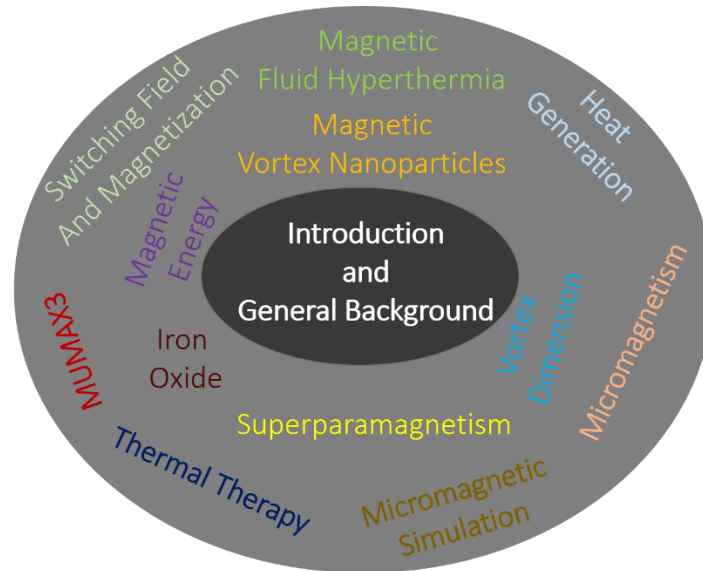 Magnetic
Fluid Hyperthermia
Switching Field
And Magnetization
Heat
Generation
Magnetic
Vortex Nanoparticles
Magnetic
Energy
Introduction
and
General Background
Vortex
Dimension
Micromagnetism
MUMAX3
Iron
Oxide
Superparamagnetism
Thermal Therapy
Micromagnetic
Simulation